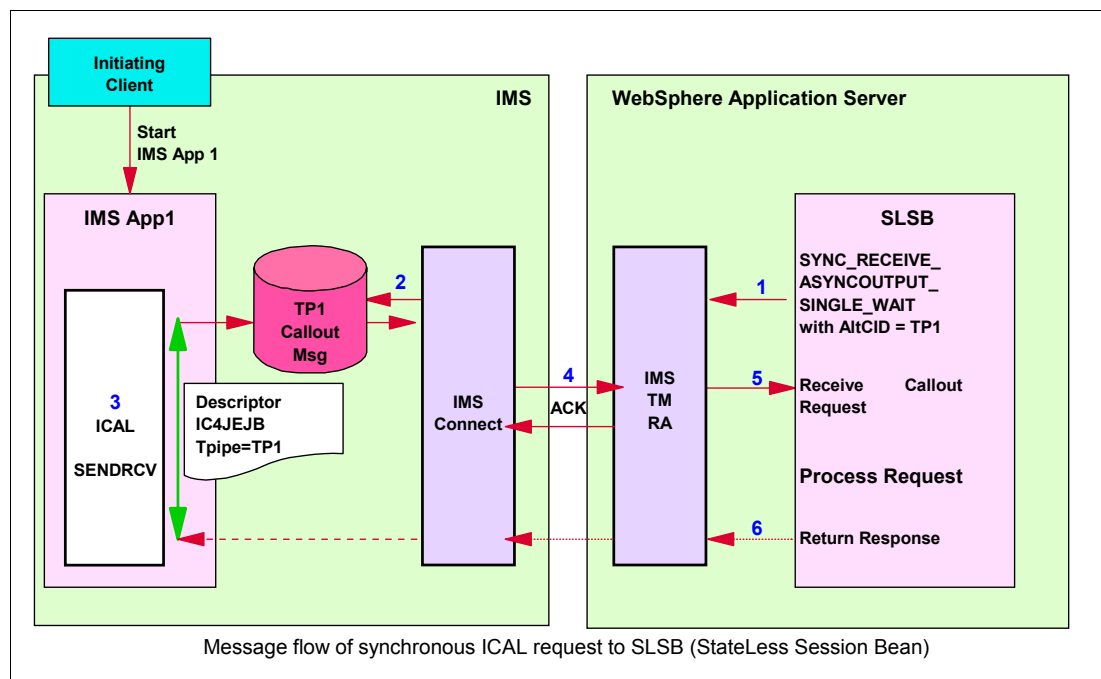 Initiating
Client
IMS
WebSphere Application Server
Start
IMS App 1
IMS App1
SLSB
TP1
Callout
Msg
2
1
SYNC_RECEIVE_
ASYNCOUTPUT_
SINGLE_WAIT
with AltCID = TP1
3
ICAL
SENDRCV
Descriptor
IC4JEJB
Tpipe=TP1
IMS
Connect
4
ACK
IMS
TM
RA
5
Receive Callout
Request
Process Request
6
Return Response
Message flow of synchronous ICAL request to SLSB (StateLess Session Bean)